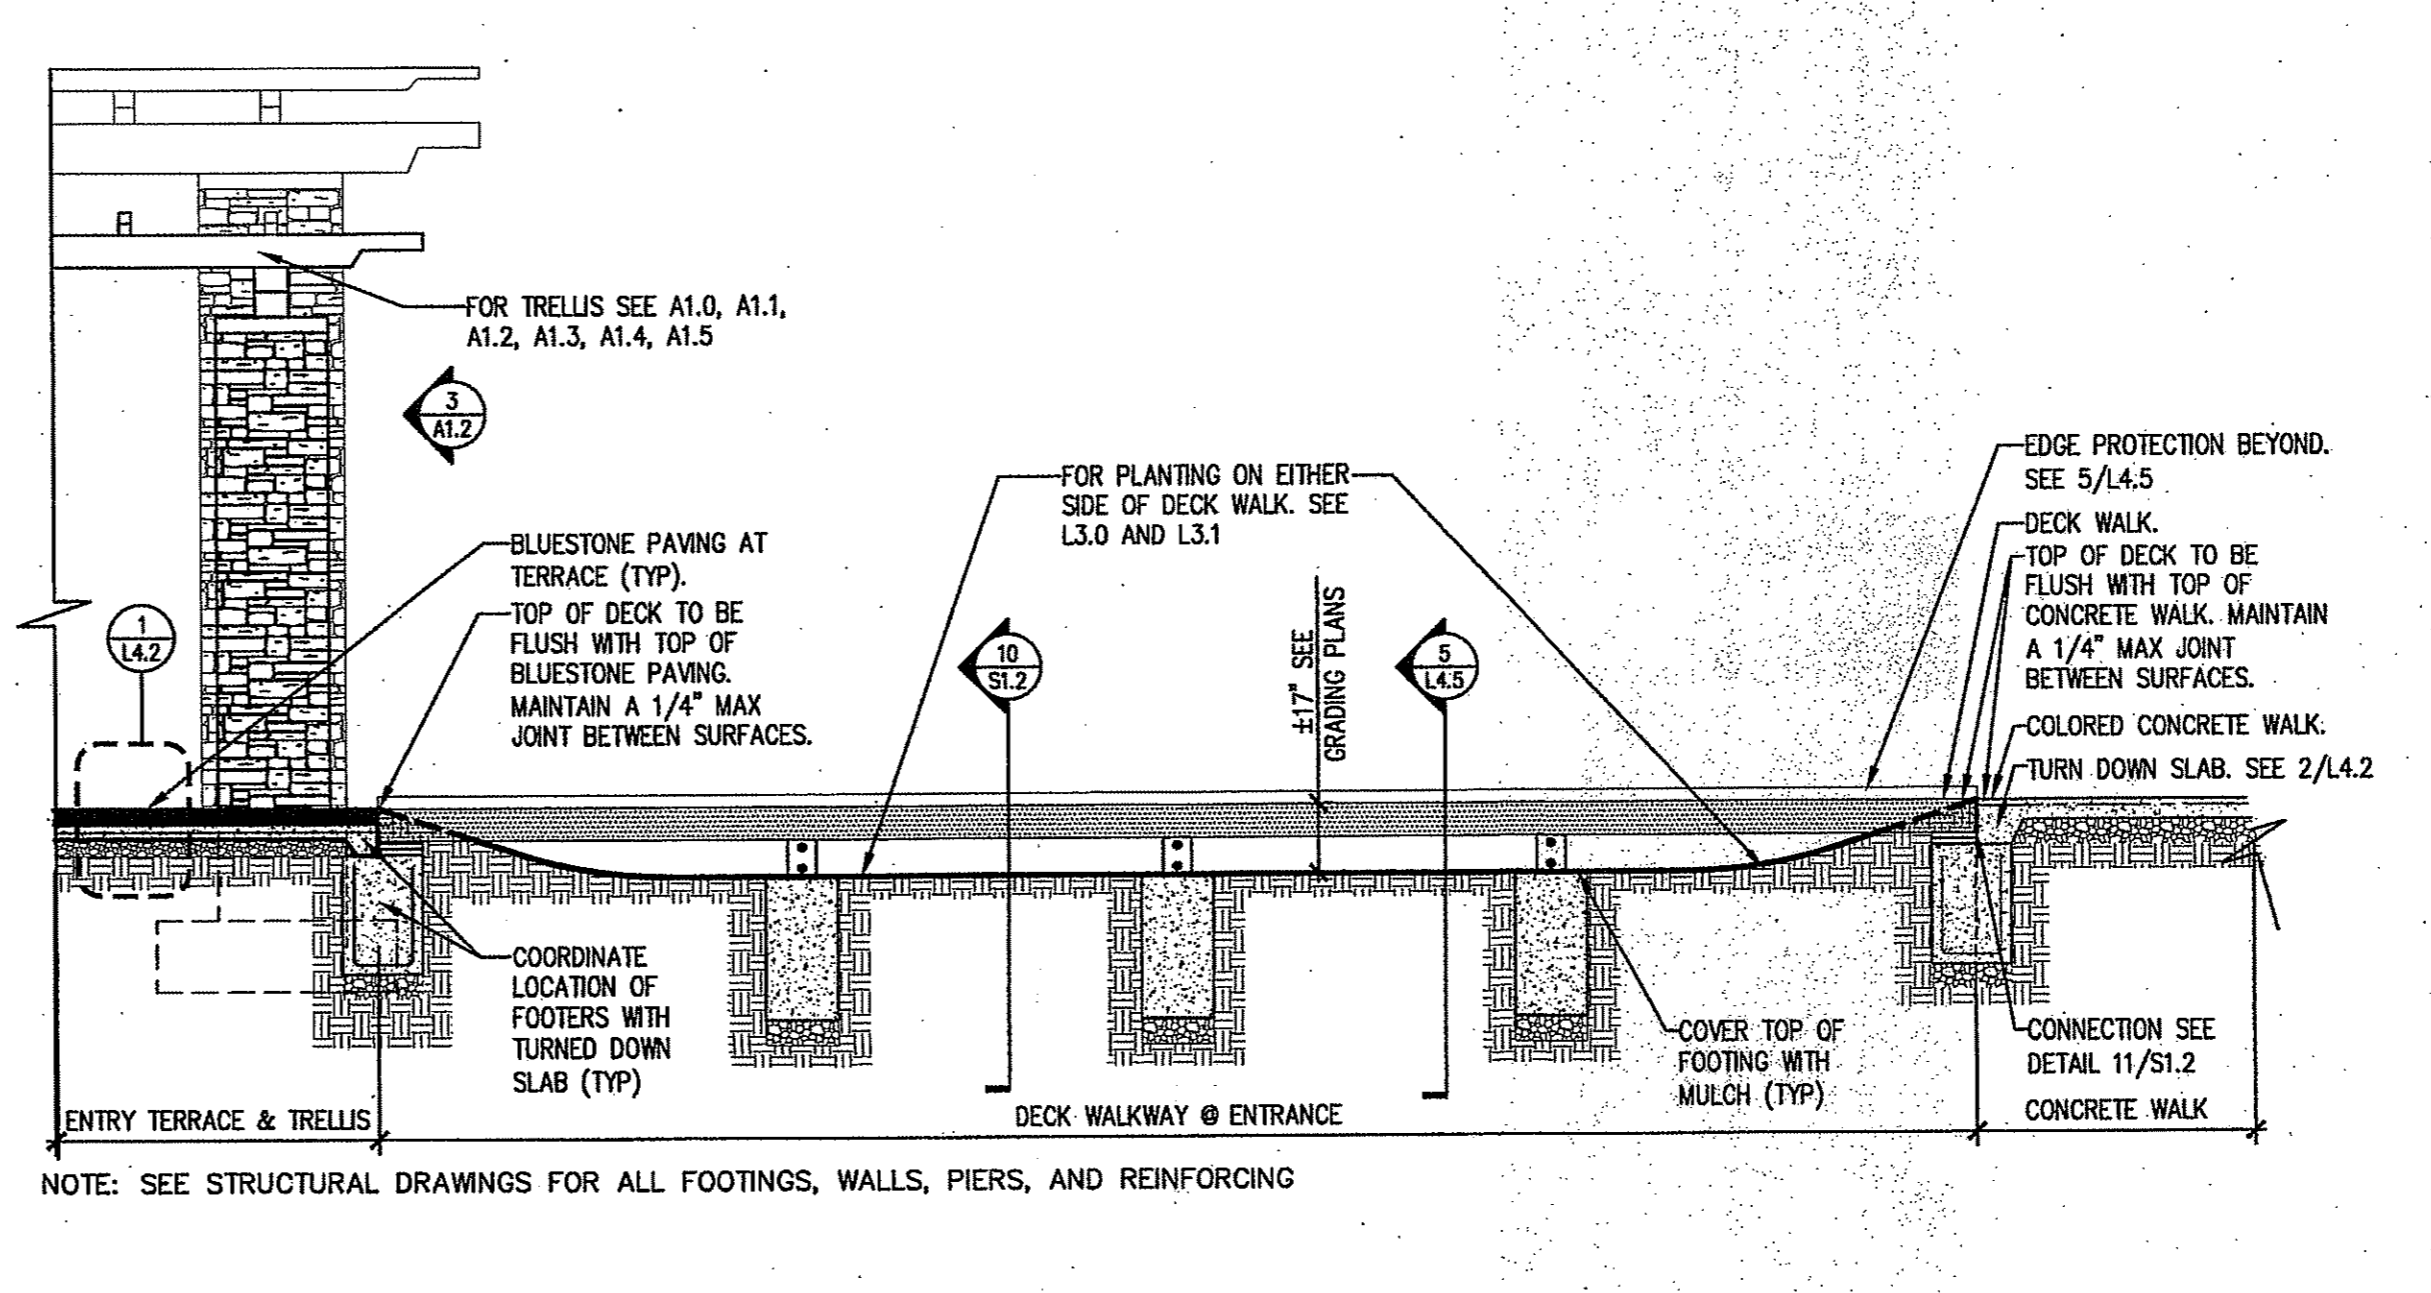 FOR TRELLIS SEE A1.0, A1.1,
A1.2, A1.3, A1.4, A1.5
3
A1.2
EDGE PROTECTION BEYOND.
SEE 5/L4.5
DECK WALK.
TOP OF DECK TO BE
FLUSH WITH TOP OF
CONCRETE WALK. MAINTAIN
A 1/4" MAX JOINT
BETWEEN SURFACES.
COLORED CONCRETE WALK.
TURN DOWN SLAB. SEE 2/L4.2
FOR PLANTING ON EITHER
SIDE OF DECK WALK. SEE
L3.0 AND L3.1
BLUESTONE PAVING AT
TERRACE (TYP).
TOP OF DECK TO BE
FLUSH WITH TOP OF
BLUESTONE PAVING.
MAINTAIN A 1/4" MAX
JOINT BETWEEN SURFACES.
1
L4.2
10
S1.2
±17" SEE
GRADING PLANS
5
L4.5
COORDINATE
LOCATION OF
FOOTERS WITH
TURNED DOWN
SLAB (TYP)
COVER TOP OF
FOOTING WITH
MULCH (TYP)
CONNECTION SEE
DETAIL 11/S1.2
ENTRY TERRACE & TRELLIS
DECK WALKWAY @ ENTRANCE
CONCRETE WALK
NOTE: SEE STRUCTURAL DRAWINGS FOR ALL FOOTINGS, WALLS, PIERS, AND REINFORCING